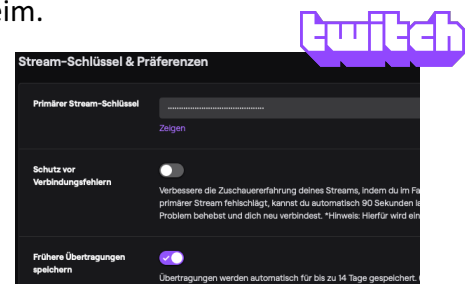 eim.
twitch
Stream-Schlüssel & Präferenzen
Primärer Stream-Schlüssel
Zeigen
Schutz vor
Verbindungsfehlern
Verbessere die Zuschauererfahrung deines Streams, indem du im Fa
primärer Stream fehlschlägt, kannst du automatisch 90 Sekunden la
Problem behebst und dich neu verbindest. *Hinweis: Hierfür wird ein
Frühere Übertragungen
speichern
Übertragungen werden automatisch für bis zu 14 Tage gespeichert.